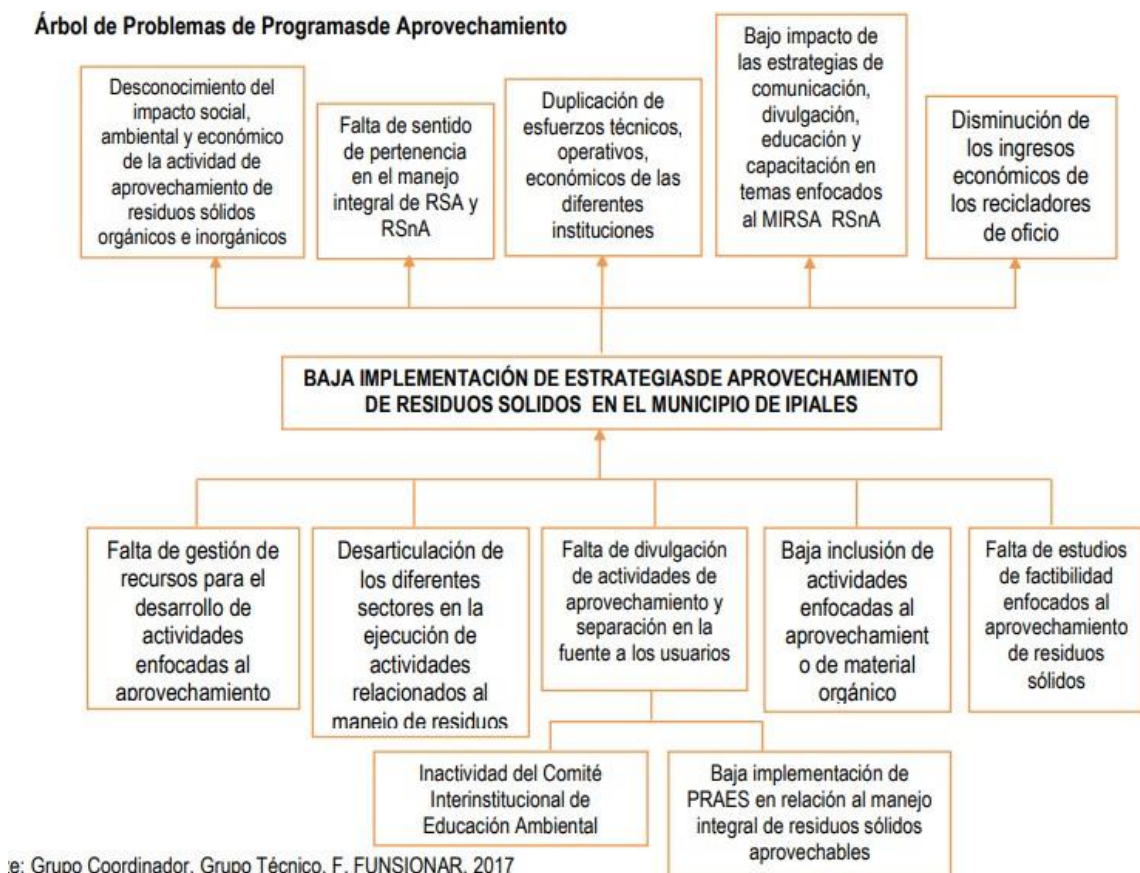 Árbol de Problemas de Programasde Aprovechamiento
Desconocimiento del
impacto social,
ambiental y económico
de la actividad de
aprovechamiento de
residuos sólidos
orgánicos e inorgánicos
Falta de sentido
de pertenencia
en el manejo
integral de RSA y
RSnA
Duplicación de
esfuerzos técnicos,
operativos,
económicos de las
diferentes
instituciones
Bajo impacto de
las estrategias de
comunicación,
divulgación,
educación y
capacitación en
temas enfocados
al MIRSA RSnA
Disminución de
los ingresos
económicos de
los recicladores
de oficio
BAJA IMPLEMENTACIÓN DE ESTRATEGIASDE APROVECHAMIENTO
DE RESIDUOS SOLIDOS EN EL MUNICIPIO DE IPIALES
Falta de gestión de
recursos para el
desarrollo de
actividades
enfocadas al
aprovechamiento
Desarticulación de
los diferentes
sectores en la
ejecución de
actividades
relacionados al
manejo de residuos
Falta de divulgación
de actividades de
aprovechamiento y
separación en la
fuente a los usuarios
Baja inclusión de
actividades
enfocadas al
aprovechamient
o de material
orgánico
Falta de estudios
de factibilidad
enfocados al
aprovechamiento
de residuos
sólidos
Inactividad del Comité
Interinstitucional de
Educación Ambiental
Baja implementación de
PRAES en relación al manejo
integral de residuos sólidos
aprovechables
te: Grupo Coordinador, Grupo Técnico, F. FUNSIONAR, 2017